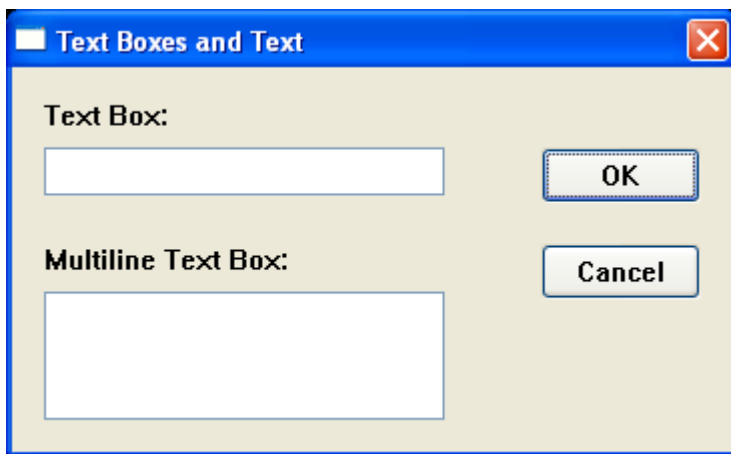 Text Boxes and Text
Text Box:
OK
Multiline Text Box:
Cancel